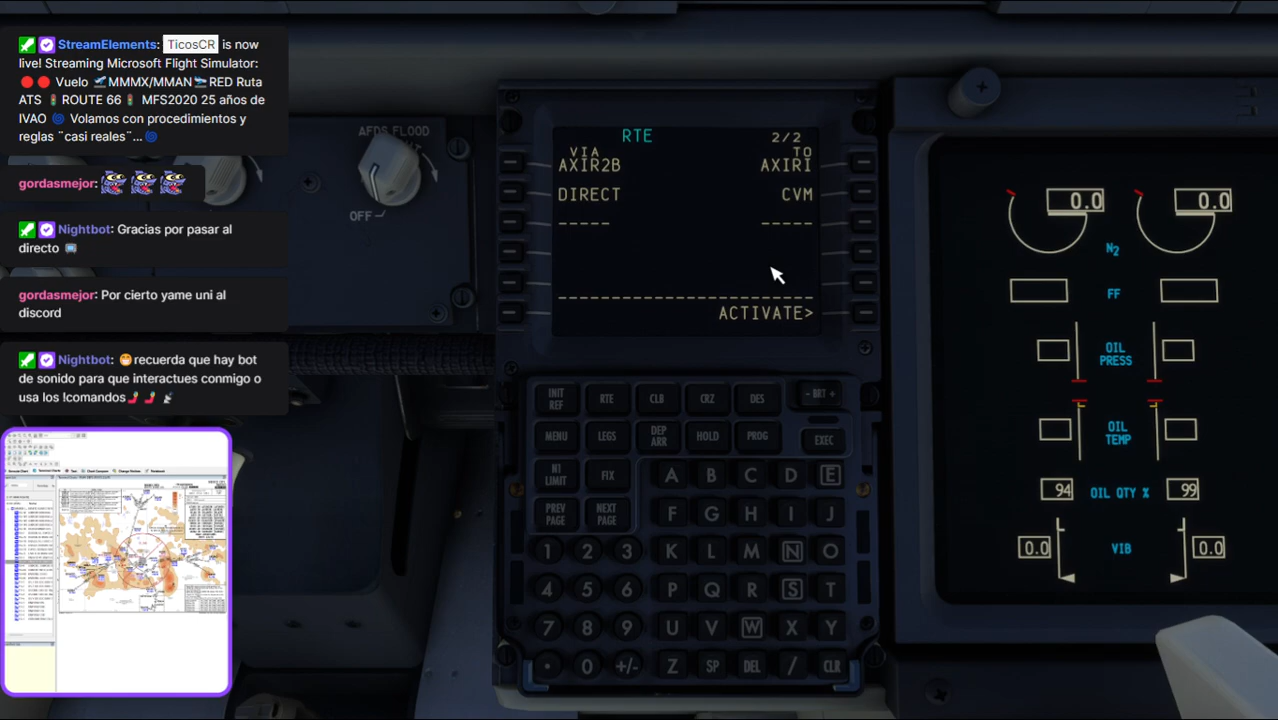 StreamElements: TicosCR is now
live! Streaming Microsoft Flight Simulator:
🔴 🔴 Vuelo 🛫MMMX/MMAN🛬RED Ruta
ATS 🚦ROUTE 66🚦 MFS2020 25 años de
IVAO 🌀 Volamos con procedimientos y
reglas ¨casi reales¨...🌀
gordasmejor:
Nightbot: Gracias por pasar al
directo
gordasmejor: Por cierto yame uni al
discord
Nightbot: 😁recuerda que hay bot
de sonido para que interactues conmigo o
usa los !comandos🌶️🌶️📡
AFDS FLOOD
OFF
RTE 2/2
VIA TO
AXIR2B AXIRI
DIRECT CVM
----- -----
------------------------
ACTIVATE>
INIT REF RTE CLB CRZ DES - BRT +
MENU LEGS DEP ARR HOLD PROG EXEC
N1 LIMIT FIX A B C D E
PREV PAGE NEXT PAGE F G H I J
1 2 3 K L M N O
4 5 6 P Q R S T
7 8 9 U V W X Y
. 0 +/- Z SP DEL / CLR
0.0 0.0
N2
FF
OIL
PRESS
OIL
TEMP
94 OIL QTY % 99
0.0 VIB 0.0